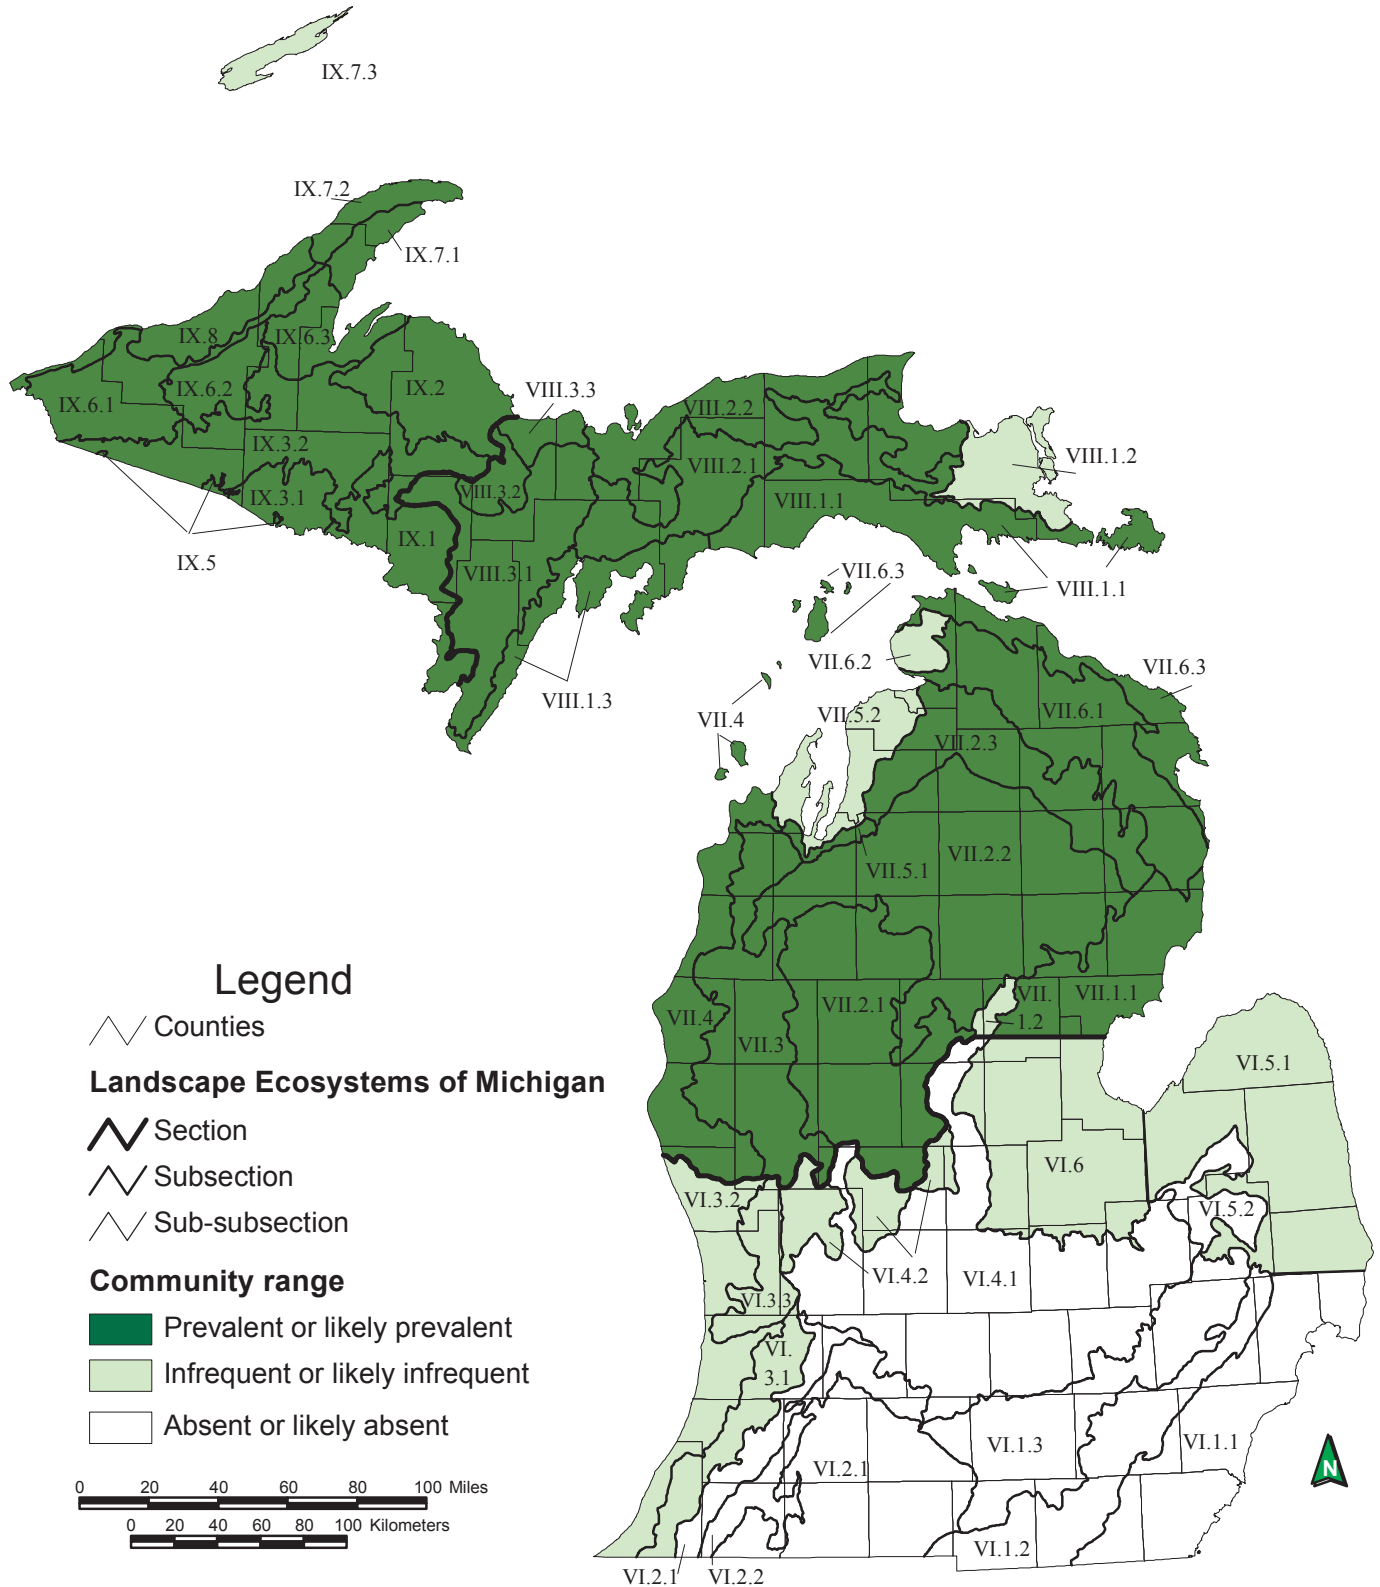 IX.7.3
IX.7.2
IX.7.1
IX.8
IX.6.3
IX.6.2
IX.2
IX.6.1
VIII.3.3
VIII.2.2
IX.3.2
VIII.2.1
VIII.1.2
IX.3.1
VIII.3.2
VIII.1.1
IX.1
IX.5
VIII.3.1
VII.6.3
VIII.1.1
VII.6.2
VII.6.3
VIII.1.3
VII.4
VII.5.2
VII.6.1
VII.2.3
VII.2.2
VII.5.1
VII.4
VII.3
VII.2.1
VII.
1.2
VII.1.1
VI.5.1
VI.6
VI.3.2
VI.5.2
VI.4.2
VI.4.1
VI.3.3
VI.
3.1
VI.1.3
VI.1.1
VI.2.1
VI.1.2
VI.2.1
VI.2.2
Legend
Counties
Landscape Ecosystems of Michigan
Section
Subsection
Sub-subsection
Community range
Prevalent or likely prevalent
Infrequent or likely infrequent
Absent or likely absent
0 20 40 60 80 100 Miles
0 20 40 60 80 100 Kilometers
N